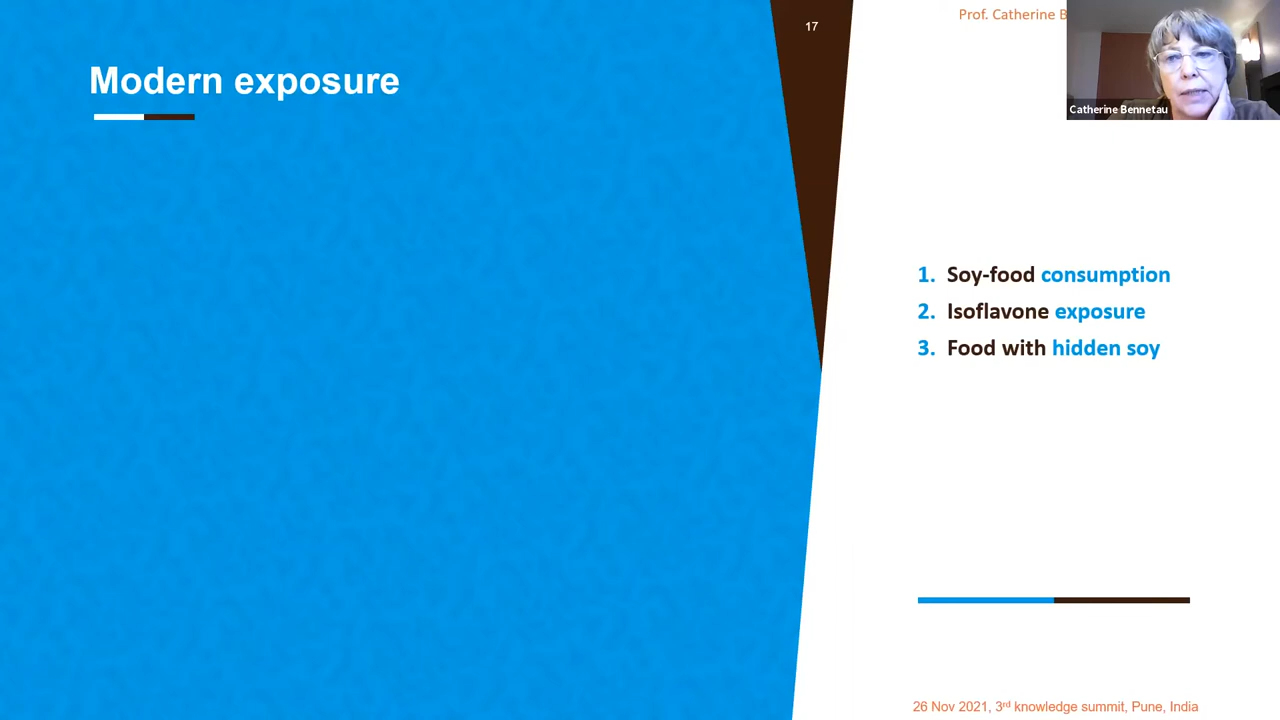 17
Prof. Catherine B
Catherine Bennetau
Modern exposure
1. Soy-food consumption
2. Isoflavone exposure
3. Food with hidden soy
26 Nov 2021, 3rd knowledge summit, Pune, India